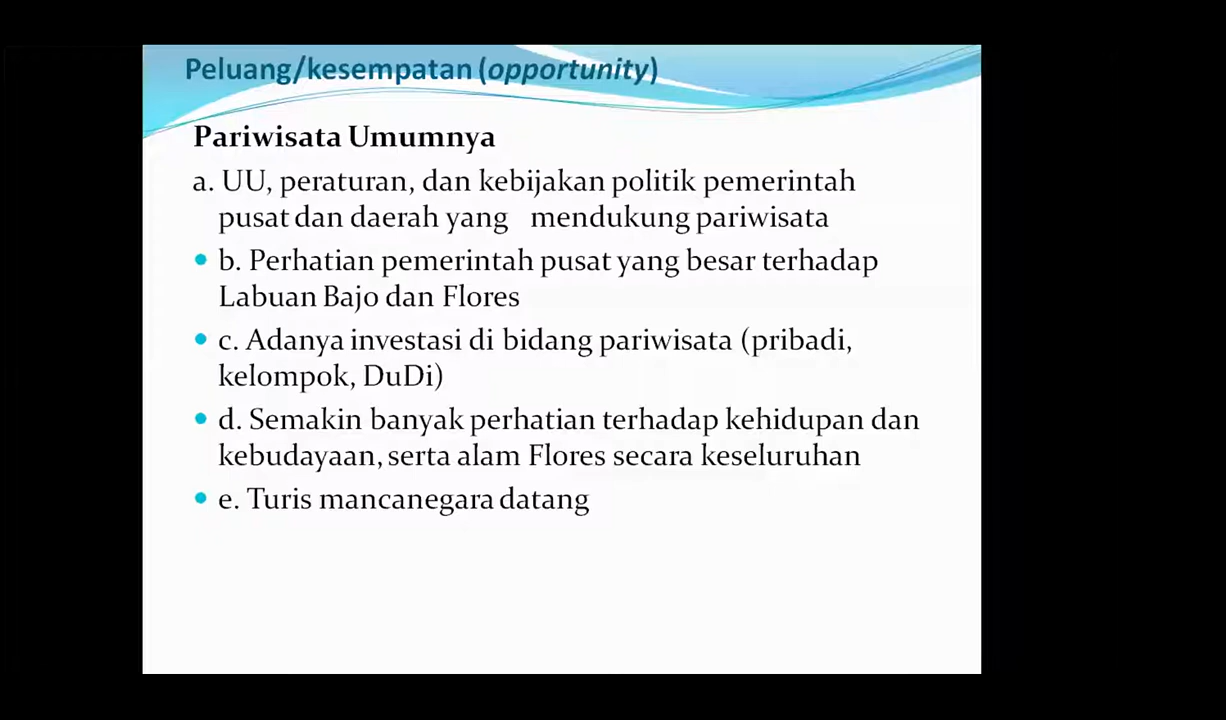 Peluang/kesempatan (opportunity)
Pariwisata Umumnya
a. UU, peraturan, dan kebijakan politik pemerintah
pusat dan daerah yang mendukung pariwisata
• b. Perhatian pemerintah pusat yang besar terhadap
Labuan Bajo dan Flores
• c. Adanya investasi di bidang pariwisata (pribadi,
kelompok, DuDi)
• d. Semakin banyak perhatian terhadap kehidupan dan
kebudayaan, serta alam Flores secara keseluruhan
• e. Turis mancanegara datang